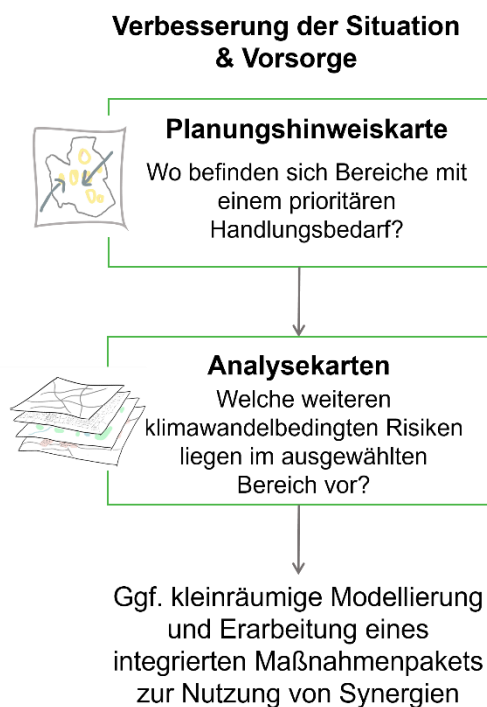 Verbesserung der Situation
& Vorsorge
Planungshinweiskarte
Wo befinden sich Bereiche mit
einem prioritären
Handlungsbedarf?
Analysekarten
Welche weiteren
klimawandelbedingten Risiken
liegen im ausgewählten
Bereich vor?
Ggf. kleinräumige Modellierung
und Erarbeitung eines
integrierten Maßnahmenpakets
zur Nutzung von Synergien